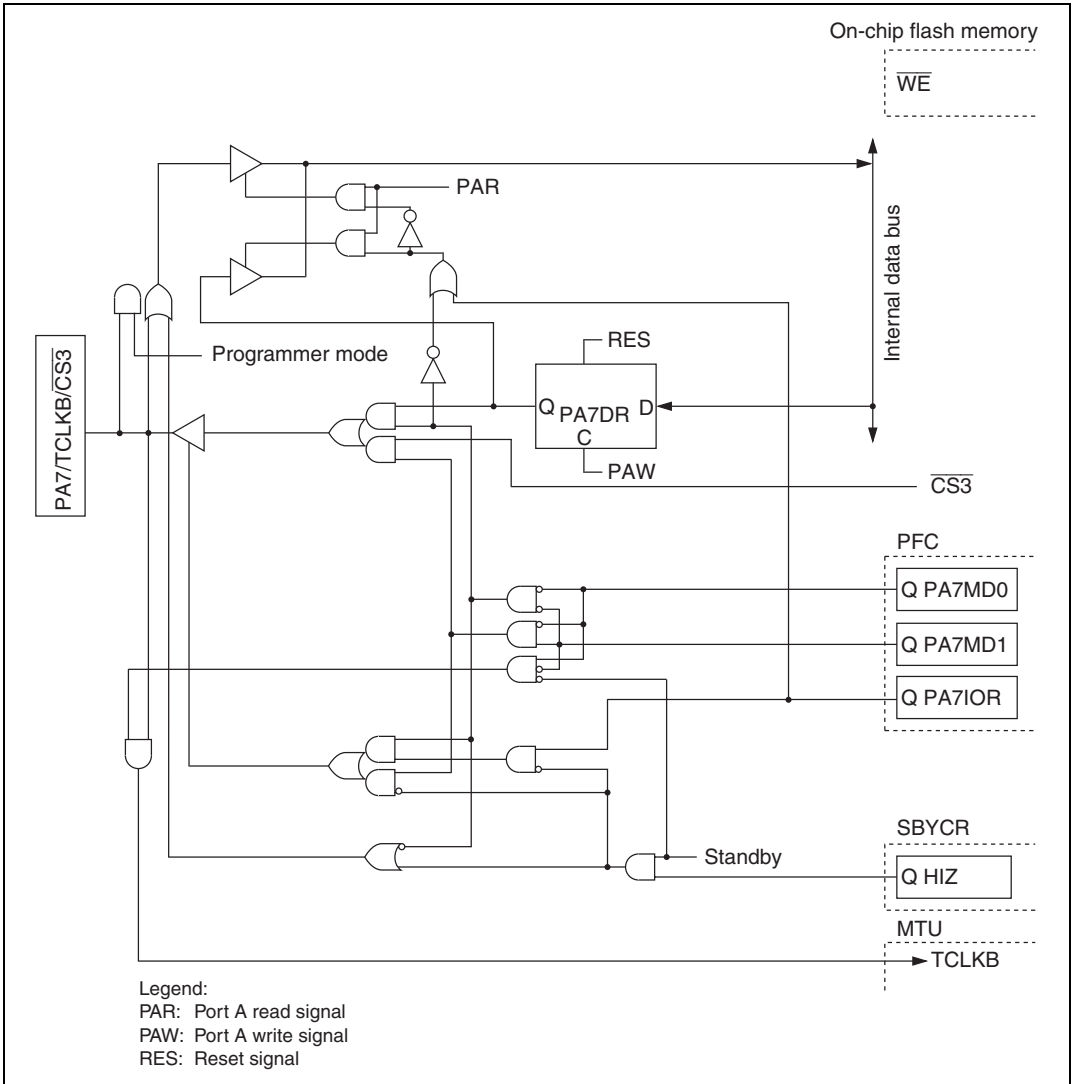 On-chip flash memory
WE
PAR
Internal data bus
Programmer mode
RES
PA7/TCLKB/CS3
Q PA7DR D
C
PAW
CS3
PFC
Q PA7MD0
Q PA7MD1
Q PA7IOR
SBYCR
Standby
Q HIZ
MTU
TCLKB
Legend:
PAR: Port A read signal
PAW: Port A write signal
RES: Reset signal